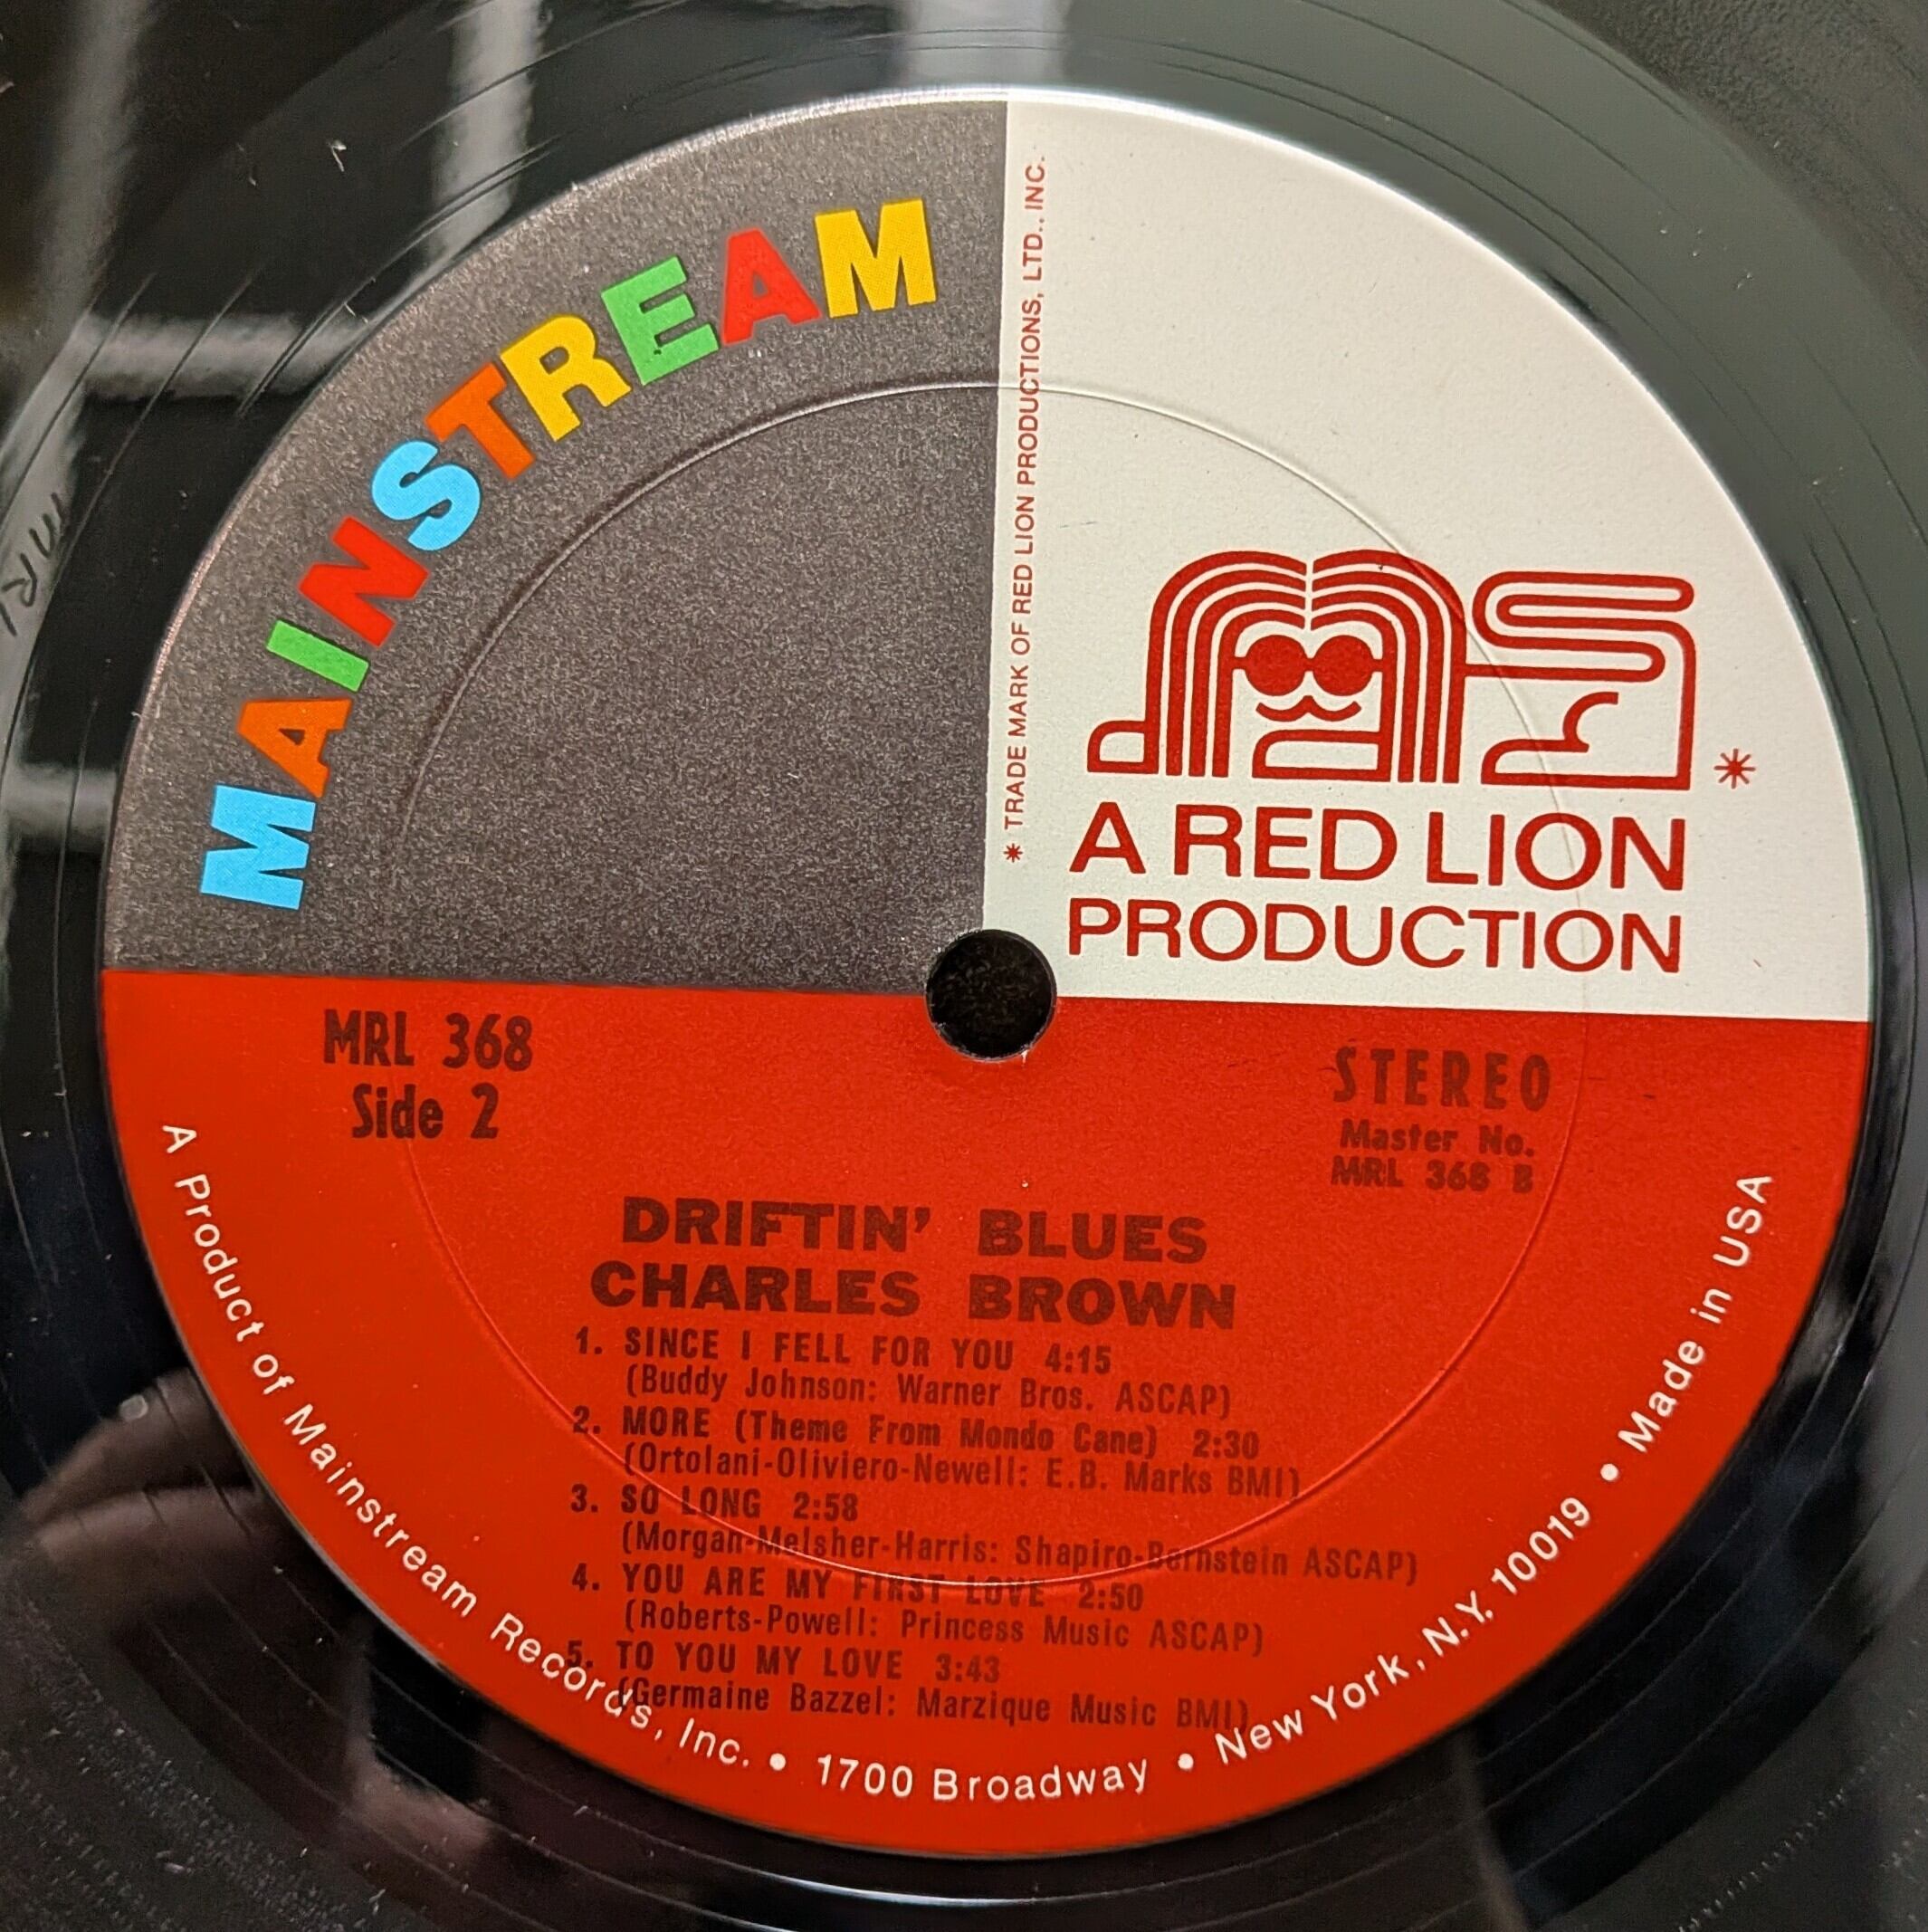 MAINSTREAM
* TRADE MARK OF RED LION PRODUCTIONS, LTD., INC.
*
A RED LION
PRODUCTION
MRL 368
Side 2
STEREO
Master No.
MRL 368 B
DRIFTIN' BLUES
CHARLES BROWN
1. SINCE I FELL FOR YOU 4:15
(Buddy Johnson: Warner Bros. ASCAP)
2. MORE (Theme From Mondo Cane) 2:30
(Ortolani-Oliviero-Newell: E.B. Marks BMI)
3. SO LONG 2:58
(Morgan-Melsher-Harris: Shapiro-Bernstein ASCAP)
4. YOU ARE MY FIRST LOVE 2:50
(Roberts-Powell: Princess Music ASCAP)
5. TO YOU MY LOVE 3:43
(Germaine Bazzel: Marzique Music BMI)
A Product of Mainstream Records, Inc. • 1700 Broadway • New York, N.Y. 10019 • Made in USA